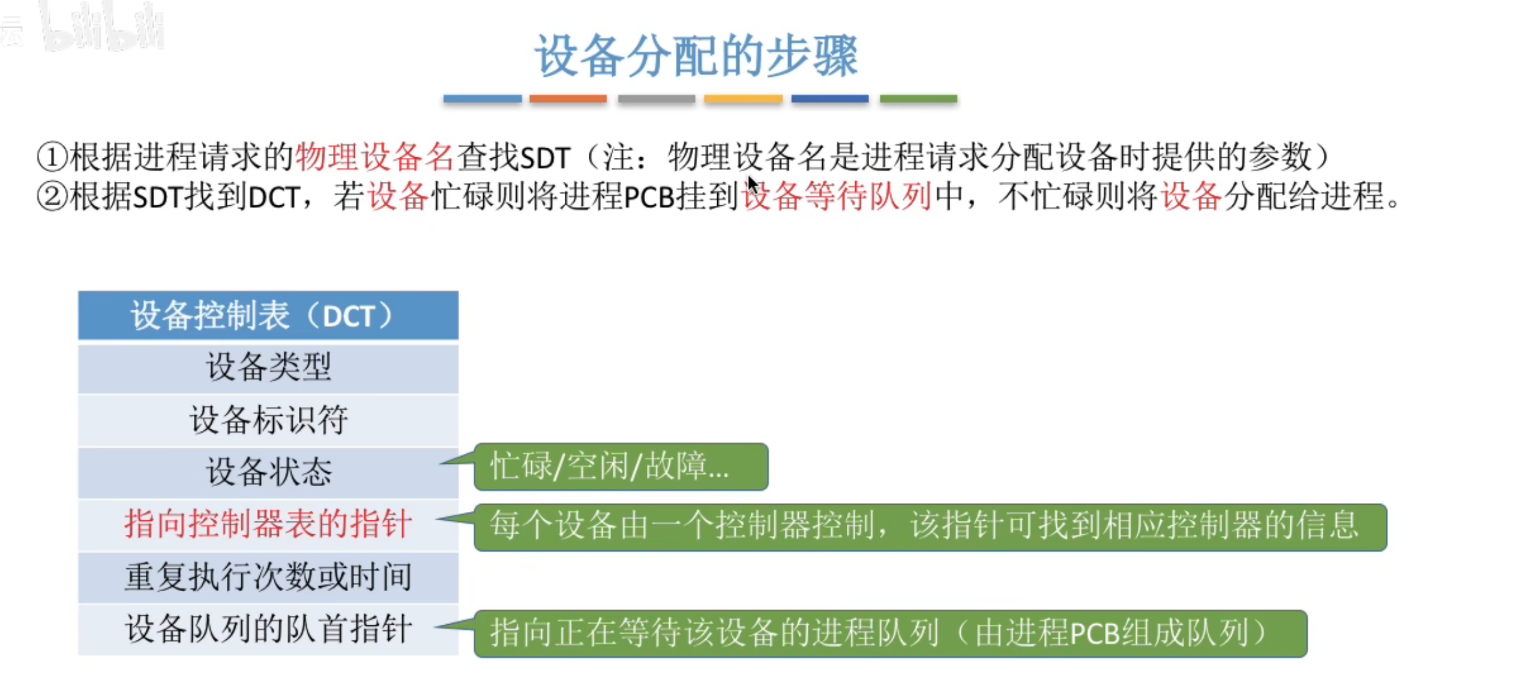 云 bilibili
设备分配的步骤
①根据进程请求的物理设备名查找SDT（注：物理设备名是进程请求分配设备时提供的参数）
②根据SDT找到DCT，若设备忙碌则将进程PCB挂到设备等待队列中，不忙碌则将设备分配给进程。
设备控制表（DCT）
设备类型
设备标识符
设备状态
忙碌/空闲/故障...
指向控制器表的指针
每个设备由一个控制器控制，该指针可找到相应控制器的信息
重复执行次数或时间
设备队列的队首指针
指向正在等待该设备的进程队列（由进程PCB组成队列）